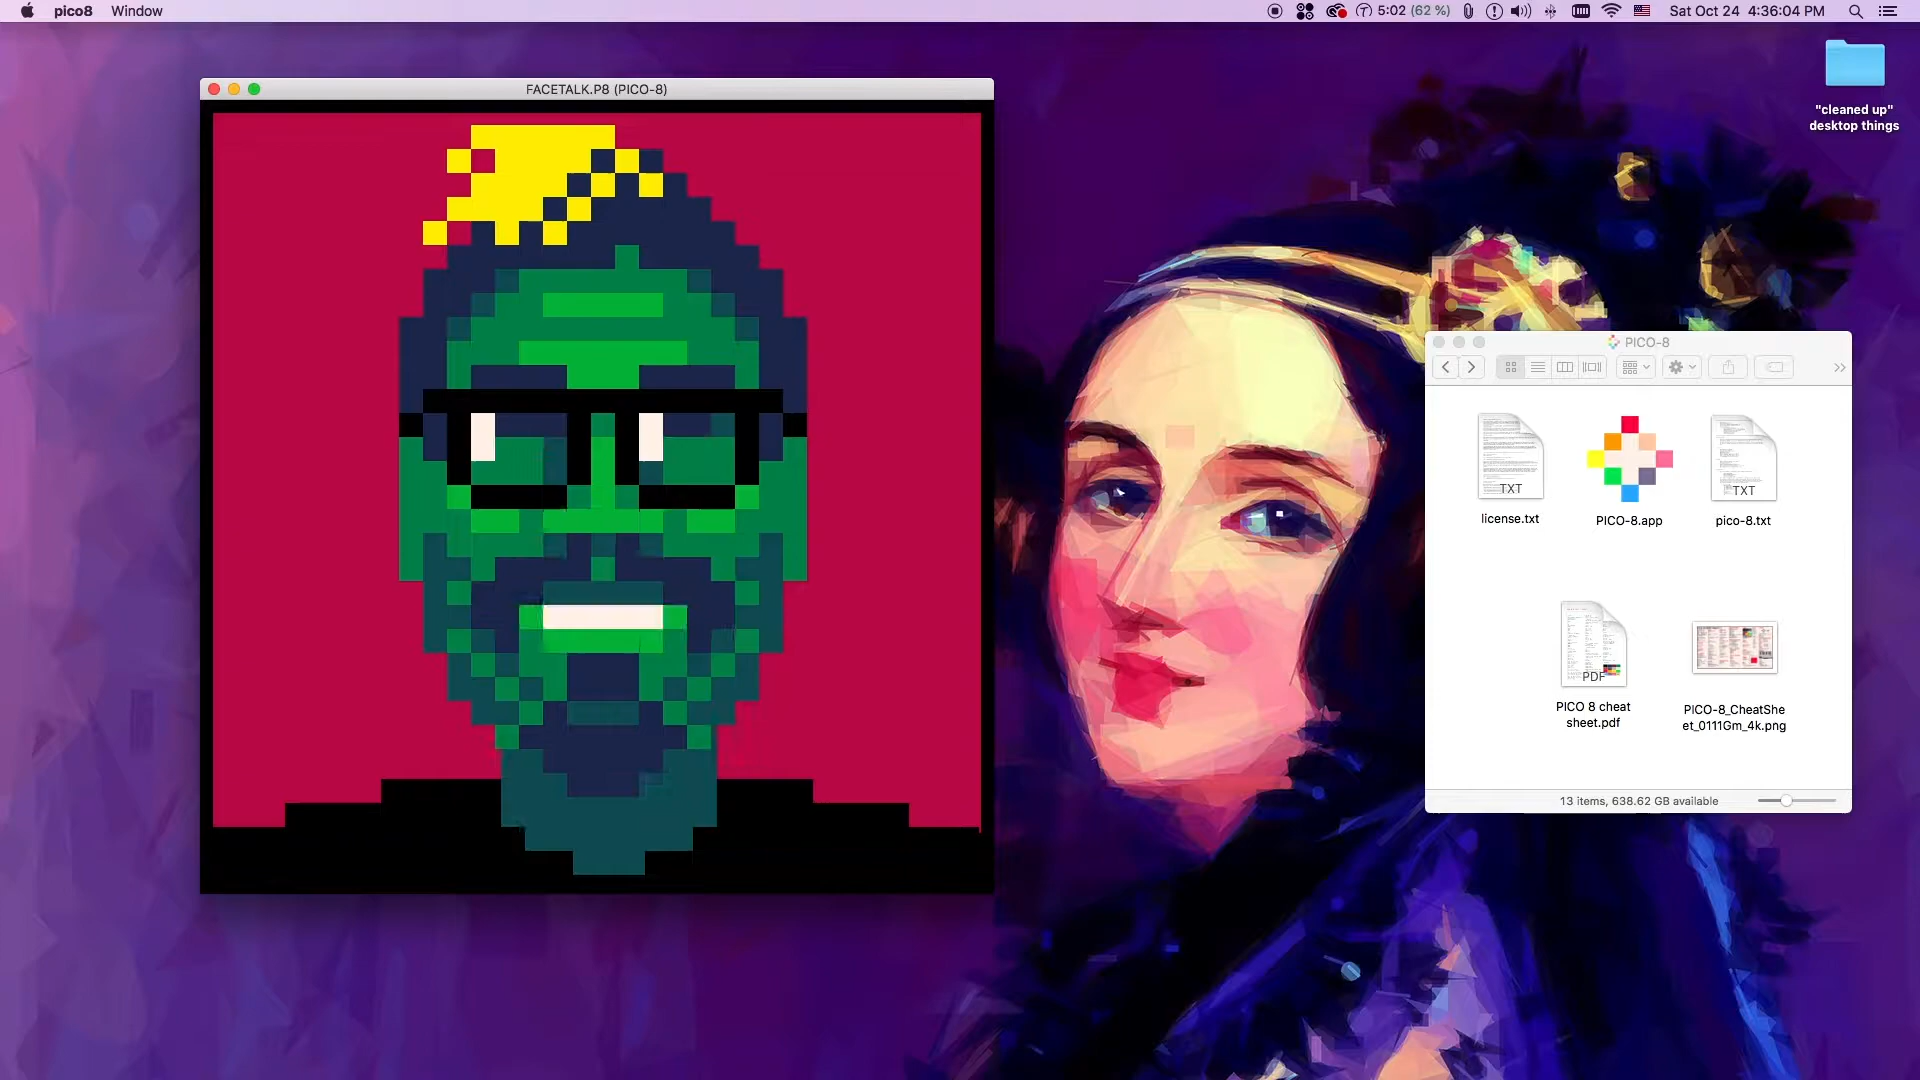 pico8 Window 5:02 (62 %) Sat Oct 24 4:36:04 PM
"cleaned up"
desktop things
FACETALK.P8 (PICO-8)
PICO-8
TXT
TXT
license.txt
PICO-8.app
pico-8.txt
PDF
PICO 8 cheat
sheet.pdf
PICO-8_CheatShe
et_0111Gm_4k.png
13 items, 638.62 GB available